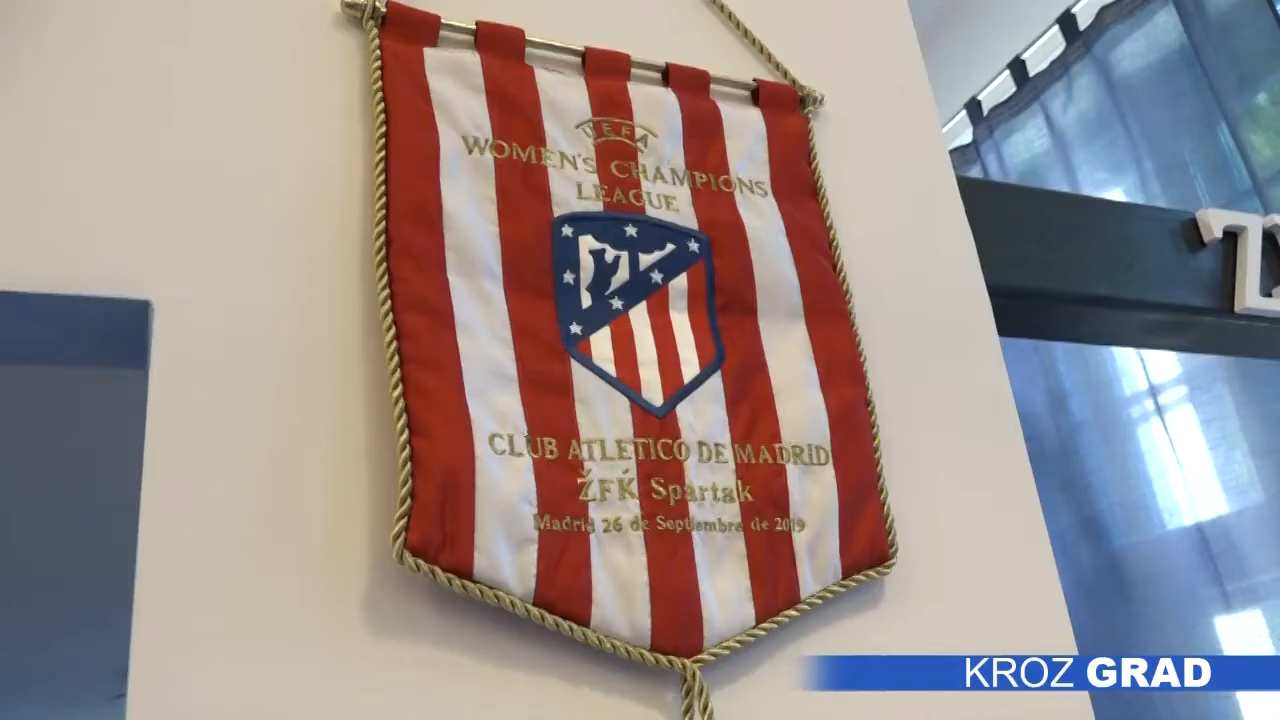 UEFA
WOMEN'S CHAMPIONS
LEAGUE
CLUB ATLETICO DE MADRID
ŽFK Spartak
Madrid 26 de Septiembre de 2019
KROZ GRAD